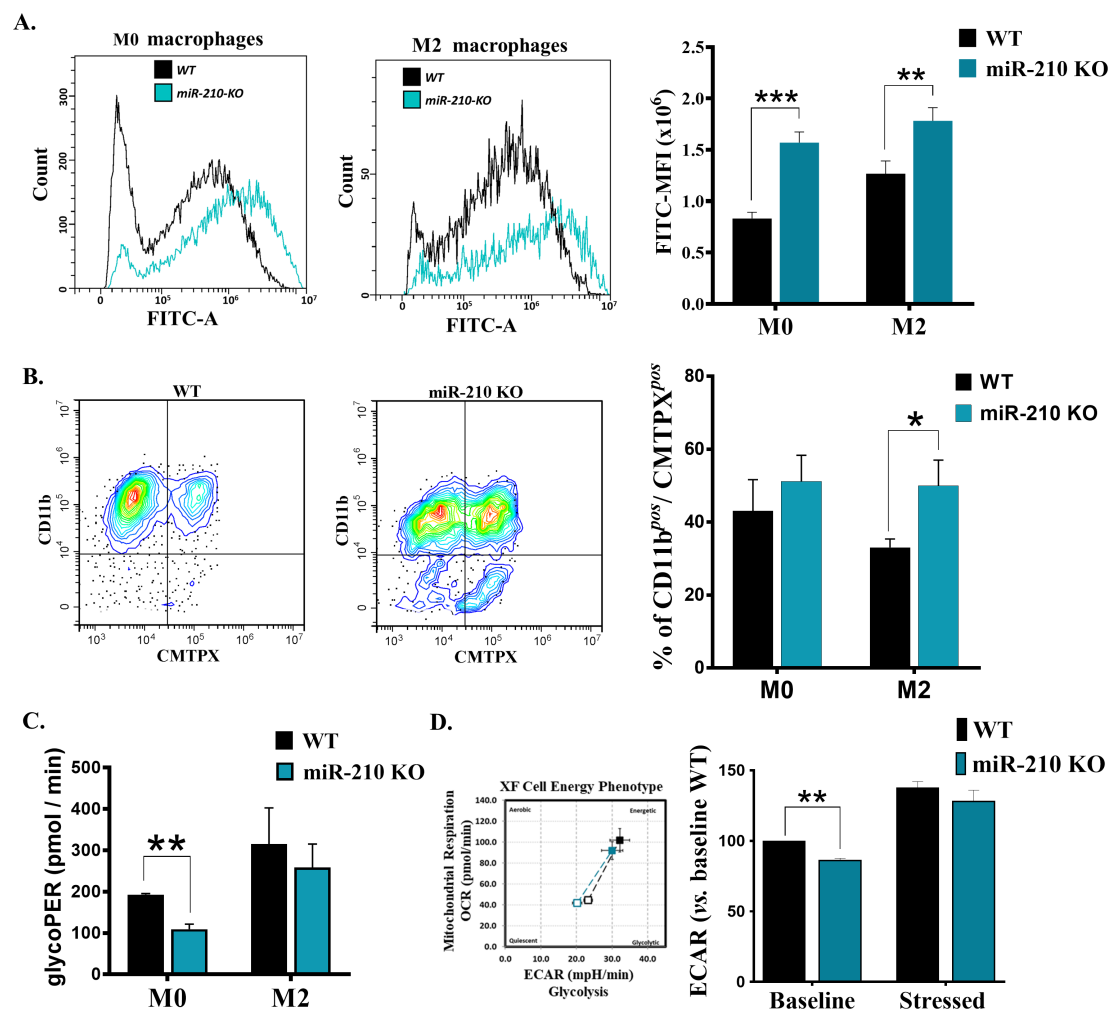 A.
M0 macrophages
WT
miR-210-KO
Count
300
200
100
0
0 10⁵ 10⁶ 10⁷
FITC-A
M2 macrophages
WT
miR-210-KO
Count
50
0
0 10⁵ 10⁶ 10⁷
FITC-A
WT
miR-210 KO
FITC-MFI (x10⁶)
2.5
2.0
1.5
1.0
0.5
0.0
*** **
M0 M2
B.
WT
CD11b
10⁷
10⁶
10⁵
10⁴
0
10³ 10⁴ 10⁵ 10⁶ 10⁷
CMTPX
miR-210 KO
CD11b
10⁷
10⁶
10⁵
10⁴
0
10³ 10⁴ 10⁵ 10⁶ 10⁷
CMTPX
WT
miR-210 KO
% of CD11bᵖᵒˢ / CMTPXᵖᵒˢ
80
60
40
20
0
*
M0 M2
C.
WT
miR-210 KO
glycoPER (pmol / min)
500
400
300
200
100
0
**
M0 M2
D.
XF Cell Energy Phenotype
Mitochondrial Respiration
OCR (pmol/min)
140.0
120.0
100.0
80.0
60.0
40.0
20.0
0.0
Aerobic Energetic
Quiescent Glycolytic
0.0 10.0 20.0 30.0 40.0
ECAR (mpH/min)
Glycolysis
WT
miR-210 KO
ECAR (vs. baseline WT)
150
100
50
0
**
Baseline Stressed